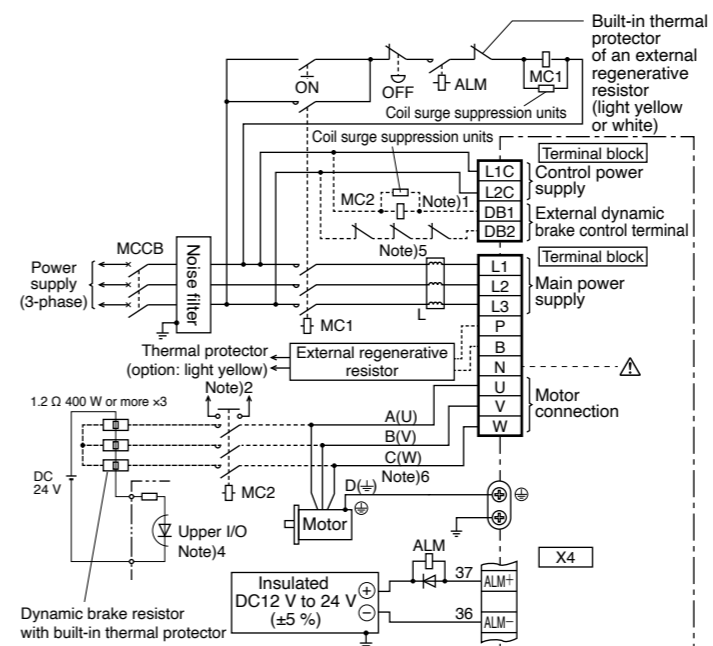 Built-in thermal
protector
of an external
regenerative
resistor
(light yellow
or white)
ON
OFF
ALM
MC1
Coil surge suppression units
Coil surge suppression units
Terminal block
L1C
L2C
Control power
supply
MC2
Note)1
DB1
DB2
External dynamic
brake control terminal
Note)5
Terminal block
MCCB
Noise filter
Power
supply
(3-phase)
L1
L2
L3
Main power
supply
L
MC1
P
B
N
Thermal protector
(option: light yellow)
External regenerative
resistor
Note)2
U
V
W
Motor
connection
1.2 Ω 400 W or more ×3
A(U)
B(V)
C(W)
Note)6
DC
24 V
MC2
D(⏚)
Motor
Upper I/O
Note)4
ALM
X4
Insulated
DC12 V to 24 V
(±5 %)
+
−
37
ALM+
36
ALM−
Dynamic brake resistor
with built-in thermal protector